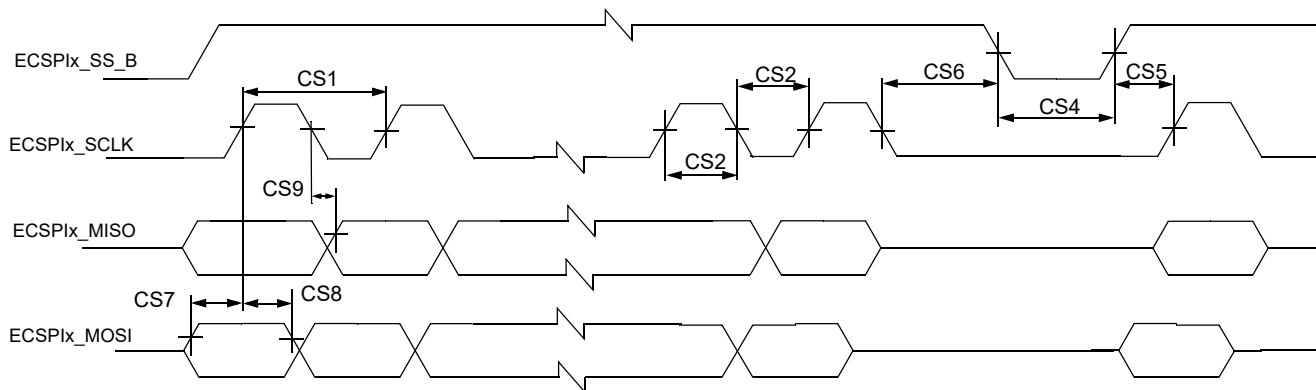 ECSPIx_SS_B
CS1
CS2
CS6
CS5
CS4
ECSPIx_SCLK
CS2
CS9
ECSPIx_MISO
CS7
CS8
ECSPIx_MOSI